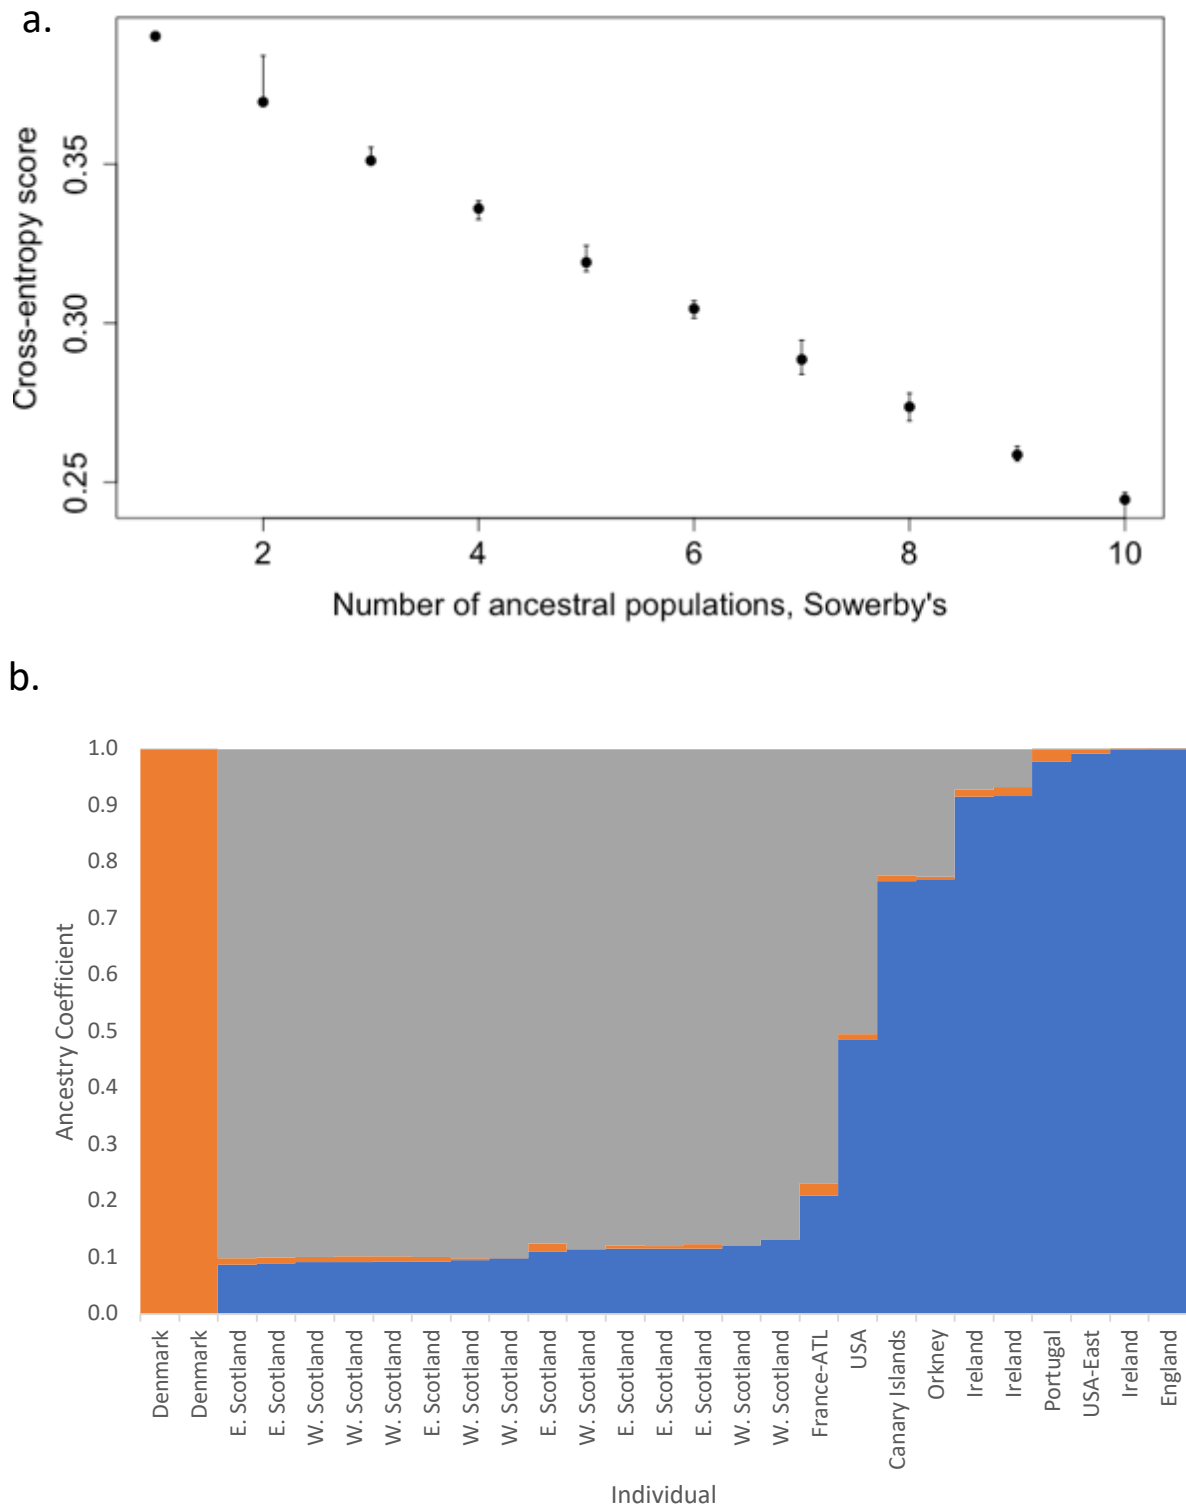 a.
Cross-entropy score
0.35
0.30
0.25
2 4 6 8 10
Number of ancestral populations, Sowerby's
b.
Ancestry Coefficient
1.0
0.9
0.8
0.7
0.6
0.5
0.4
0.3
0.2
0.1
0.0
Denmark
Denmark
E. Scotland
E. Scotland
W. Scotland
W. Scotland
W. Scotland
E. Scotland
W. Scotland
W. Scotland
E. Scotland
W. Scotland
E. Scotland
E. Scotland
E. Scotland
W. Scotland
W. Scotland
France-ATL
USA
Canary Islands
Orkney
Ireland
Ireland
Portugal
USA-East
Ireland
England
Individual